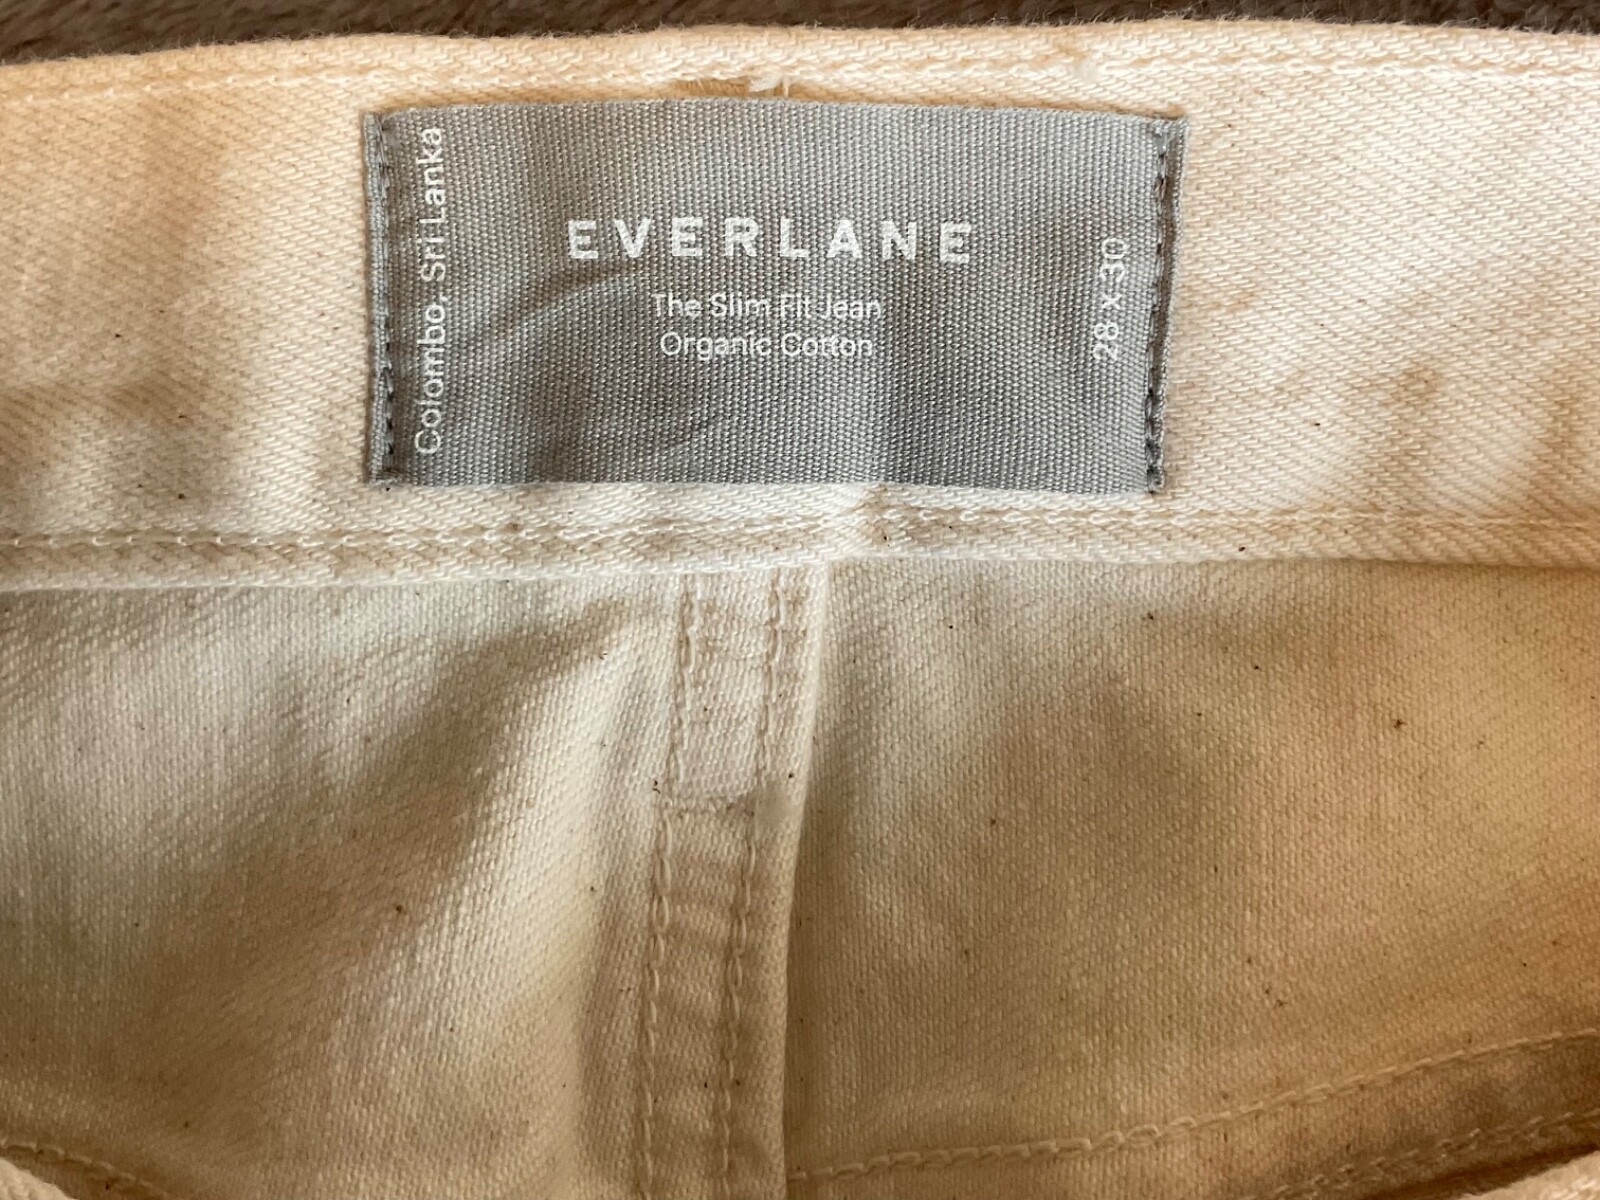 EVERLANE
The Slim Fit Jean
Organic Cotton
Colombo, Sri Lanka
28 x 30